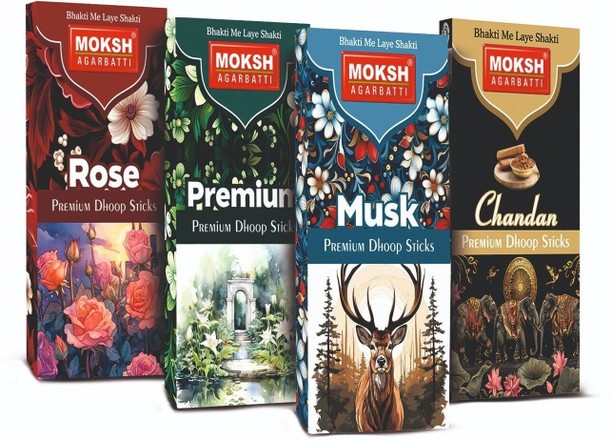 Bhakti Me Laye Shakti
MOKSH®
AGARBATTI
Rose
PREMIUM DHOOP STICKS
Bhakti Me Laye Shakti
MOKSH®
AGARBATTI
Premium
PREMIUM DHOOP STICKS
Bhakti Me Laye Shakti
MOKSH®
AGARBATTI
Musk
PREMIUM DHOOP STICKS
Bhakti Me Laye Shakti
MOKSH®
AGARBATTI
Chandan
PREMIUM DHOOP STICKS